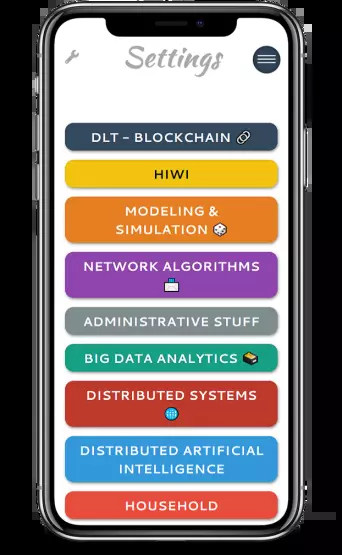 Settings
DLT - BLOCKCHAIN 🔗
HIWI
MODELING &
SIMULATION 🎲
NETWORK ALGORITHMS
📩
ADMINISTRATIVE STUFF
BIG DATA ANALYTICS 🗃
DISTRIBUTED SYSTEMS
🌐
DISTRIBUTED ARTIFICIAL
INTELLIGENCE
HOUSEHOLD